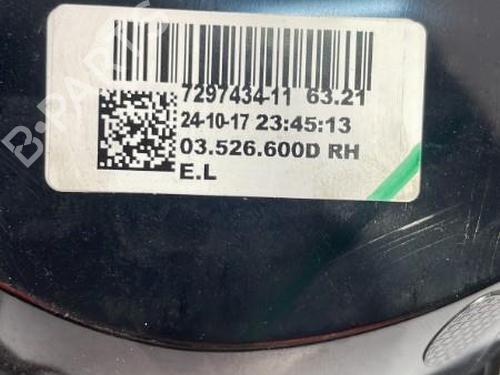 7297434-11 63.21
24-10-17 23:45:13
03.526.600D RH
E.L
B-PARTS